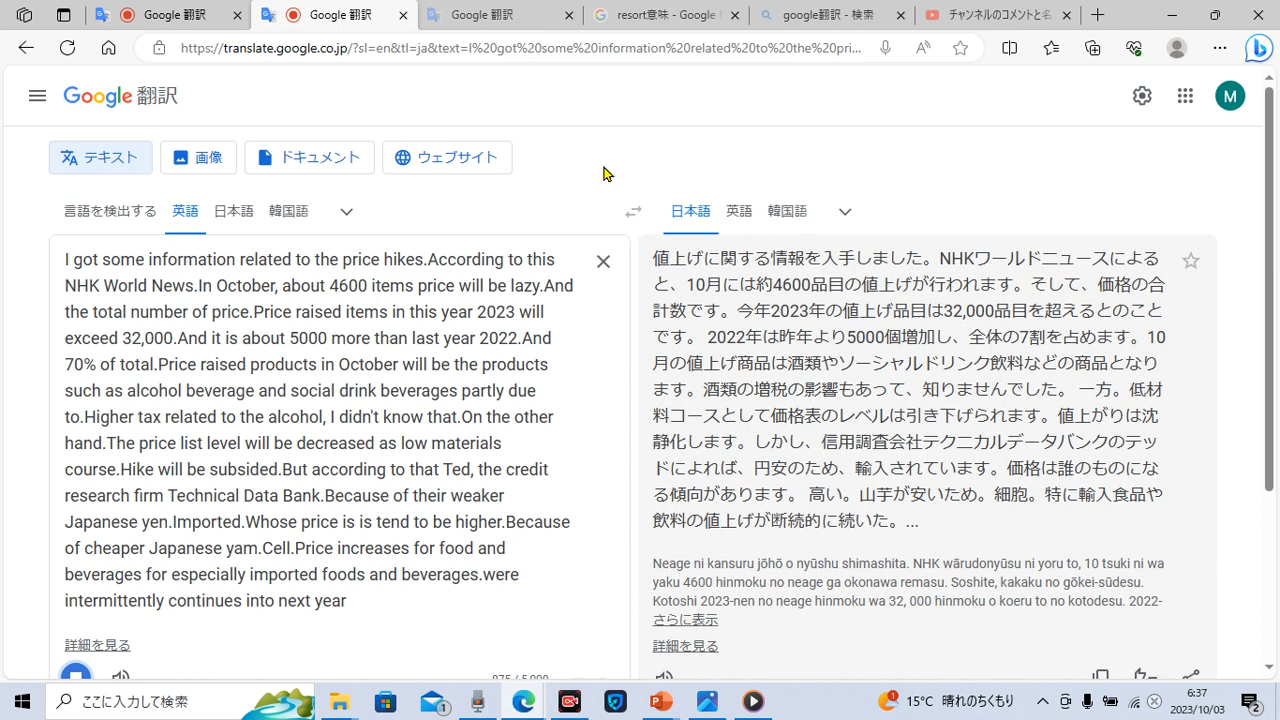 Google 翻訳
Google 翻訳
Google 翻訳
resort意味 - Google
google翻訳 - 検索
チャンネルのコメントと名
https://translate.google.co.jp/?sl=en&tl=ja&text=I%20got%20some%20information%20related%20to%20the%20pri...
Google 翻訳
M
テキスト
画像
ドキュメント
ウェブサイト
言語を検出する 英語 日本語 韓国語
日本語 英語 韓国語
I got some information related to the price hikes.According to this
NHK World News.In October, about 4600 items price will be lazy.And
the total number of price.Price raised items in this year 2023 will
exceed 32,000.And it is about 5000 more than last year 2022.And
70% of total.Price raised products in October will be the products
such as alcohol beverage and social drink beverages partly due
to.Higher tax related to the alcohol, I didn't know that.On the other
hand.The price list level will be decreased as low materials
course.Hike will be subsided.But according to that Ted, the credit
research firm Technical Data Bank.Because of their weaker
Japanese yen.Imported.Whose price is is tend to be higher.Because
of cheaper Japanese yam.Cell.Price increases for food and
beverages for especially imported foods and beverages.were
intermittently continues into next year
詳細を見る
875 / 5,000
値上げに関する情報を入手しました。NHKワールドニュースによる
と、10月には約4600品目の値上げが行われます。そして、価格の合
計数です。今年2023年の値上げ品目は32,000品目を超えるとのこと
です。 2022年は昨年より5000個増加し、全体の7割を占めます。10
月の値上げ商品は酒類やソーシャルドリンク飲料などの商品となり
ます。酒類の増税の影響もあって、知りませんでした。 一方。低材
料コースとして価格表のレベルは引き下げられます。値上がりは沈
静化します。しかし、信用調査会社テクニカルデータバンクのテッ
ドによれば、円安のため、輸入されています。価格は誰のものにな
る傾向があります。 高い。山芋が安いため。細胞。特に輸入食品や
飲料の値上げが断続的に続いた。...
Neage ni kansuru jōhō o nyūshu shimashita. NHK wārudonyūsu ni yoru to, 10 tsuki ni wa
yaku 4600 hinmoku no neage ga okonawa remasu. Soshite, kakaku no gōkei-sūdesu.
Kotoshi 2023-nen no neage hinmoku wa 32, 000 hinmoku o koeru to no kotodesu. 2022-
さらに表示
詳細を見る
ここに入力して検索
1
1
15°C 晴れのちくもり
6:37
2023/10/03
2